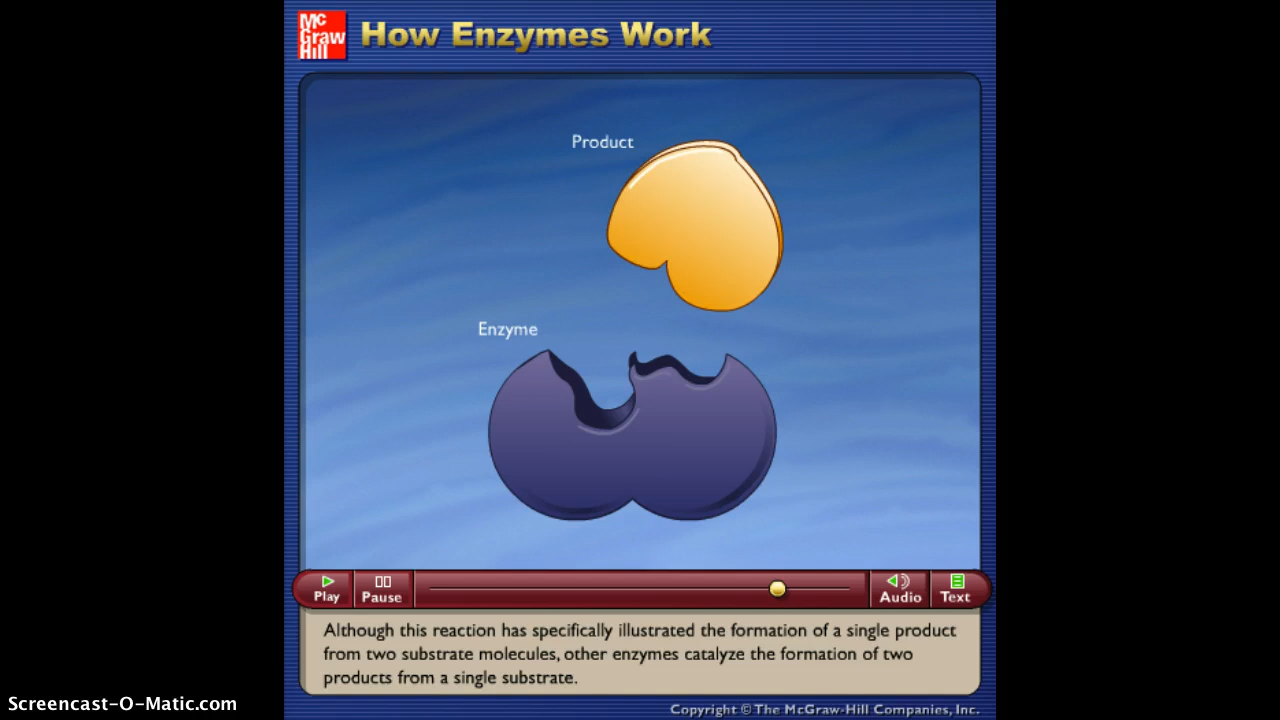 Mc
Graw
Hill
How Enzymes Work
Product
Enzyme
Play
Pause
Audio
Text
Although this reaction has specifically illustrated the formation of a single product
from two substrate molecules, other enzymes catalyze the formation of two
products from a single substrate.
Screencast-O-Matic.com
Copyright © The McGraw-Hill Companies, Inc.